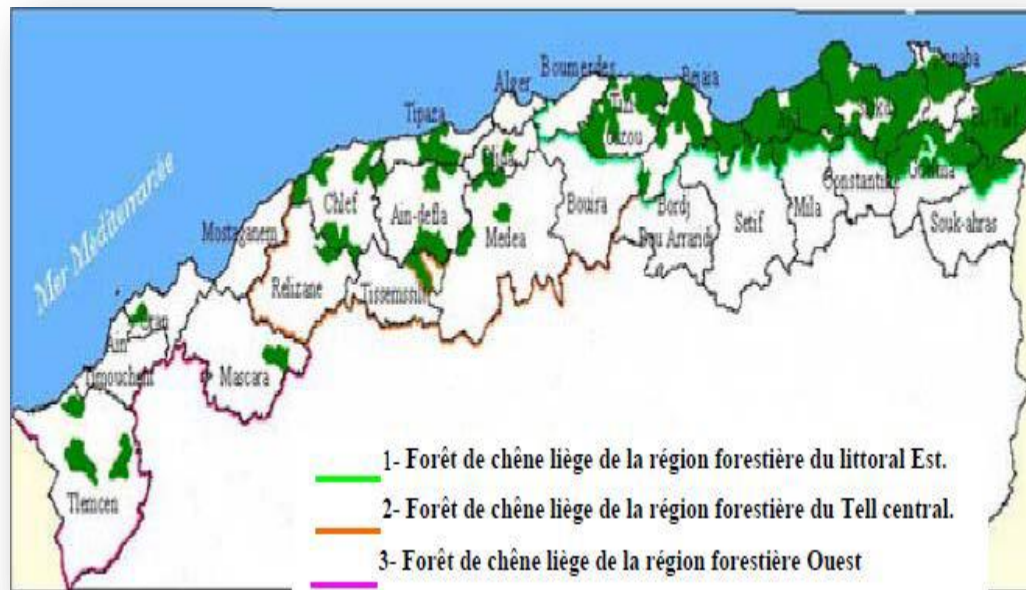 Mer Méditerranée
Alger
Boumerdes
Bejaia
Tipaza
Chlef
Ain-defla
Medea
Bouira
Bordj
Bou Arrand
Setif
Mila
Constantine
Souk-ahras
Mostaganem
Relizane
Oran
Ain
Timouchent
Mascara
Tlemcen
1- Forêt de chêne liège de la région forestière du littoral Est.
2- Forêt de chêne liège de la région forestière du Tell central.
3- Forêt de chêne liège de la région forestière Ouest